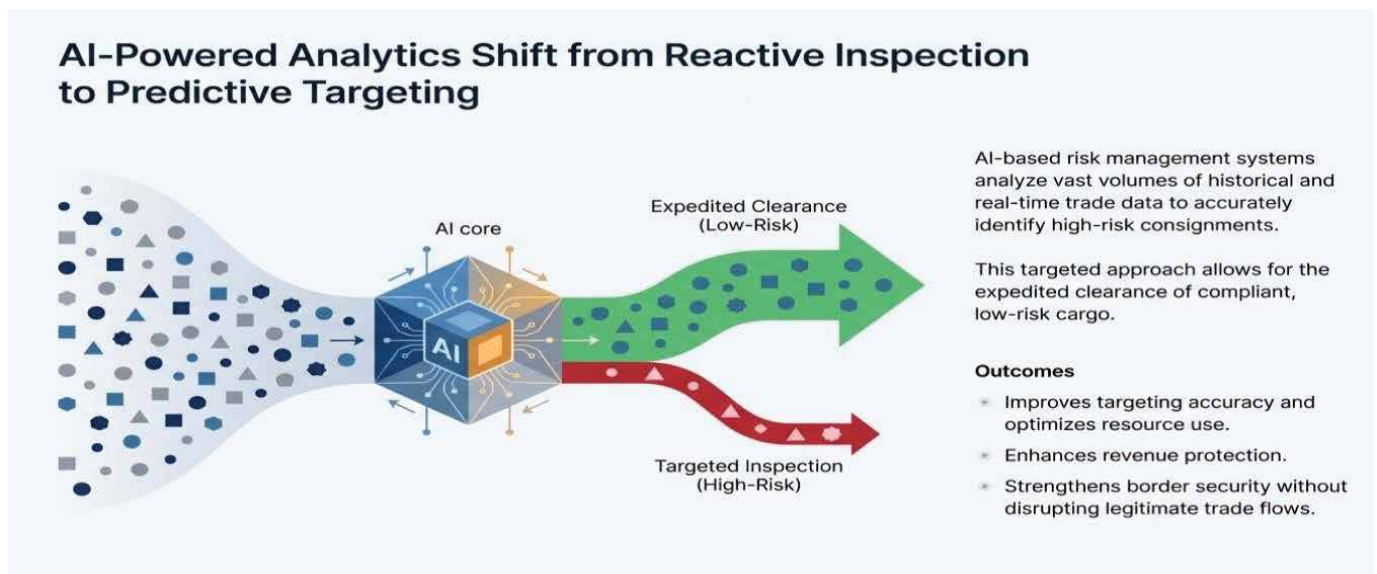 AI-Powered Analytics Shift from Reactive Inspection
to Predictive Targeting
AI core
AI
Expedited Clearance
(Low-Risk)
Targeted Inspection
(High-Risk)
AI-based risk management systems
analyze vast volumes of historical and
real-time trade data to accurately
identify high-risk consignments.
This targeted approach allows for the
expedited clearance of compliant,
low-risk cargo.
Outcomes
Improves targeting accuracy and
optimizes resource use.
Enhances revenue protection.
Strengthens border security without
disrupting legitimate trade flows.